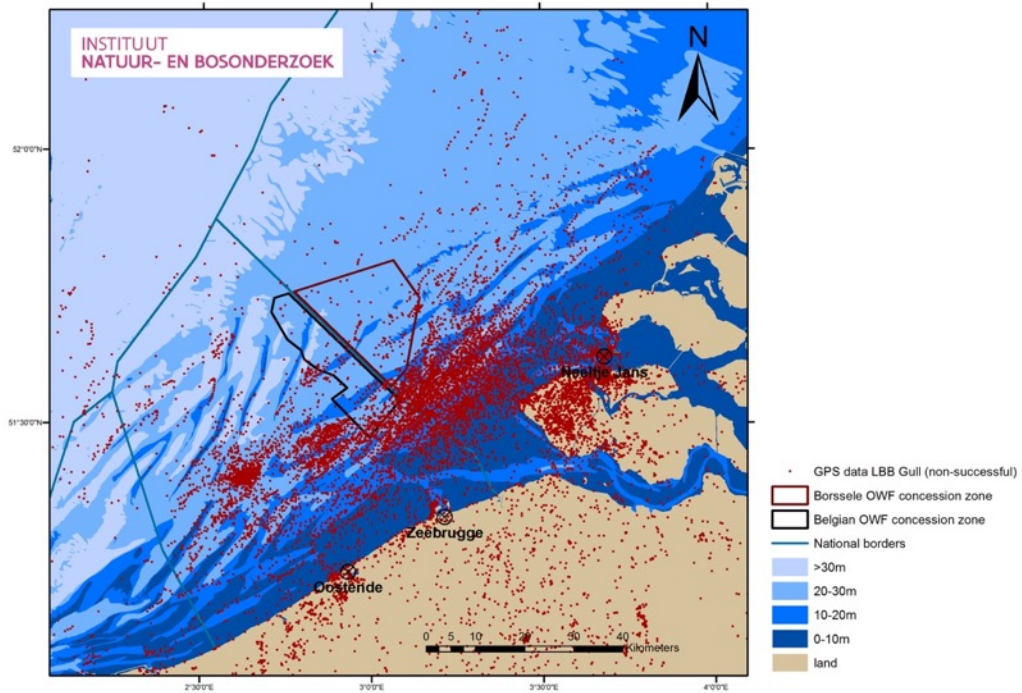 INSTITUUT
NATUUR- EN BOSONDERZOEK
N
52°0'0"N
51°30'0"N
Neeltje Jans
Zeebrugge
Oostende
0 5 10 20 30 40
Kilometers
2°30'0"E 3°0'0"E 3°30'0"E 4°0'0"E
GPS data LBB Gull (non-successful)
Borssele OWF concession zone
Belgian OWF concession zone
National borders
>30m
20-30m
10-20m
0-10m
land